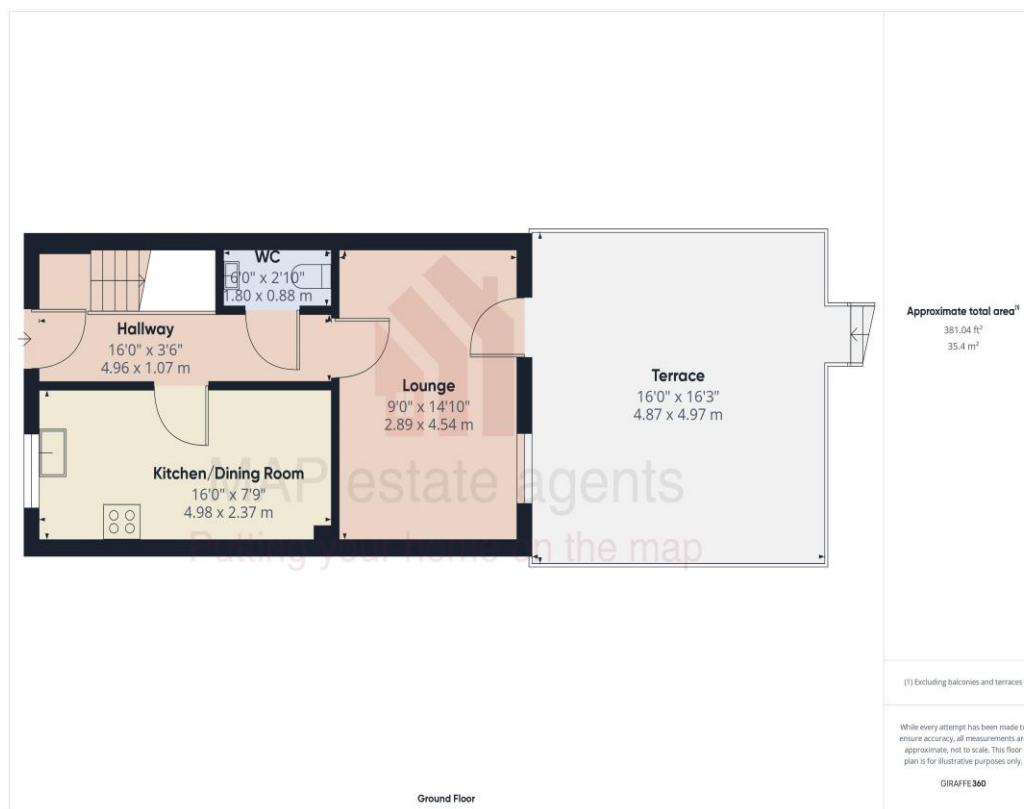 WC
6'0" x 2'10"
1.80 x 0.88 m
Hallway
16'0" x 3'6"
4.96 x 1.07 m
Lounge
9'0" x 14'10"
2.89 x 4.54 m
Terrace
16'0" x 16'3"
4.87 x 4.97 m
Kitchen/Dining Room
16'0" x 7'9"
4.98 x 2.37 m
MAP estate agents
Putting your home on the map
Ground Floor
Approximate total area⁽¹⁾
381.04 ft²
35.4 m²
(1) Excluding balconies and terraces
While every attempt has been made to
ensure accuracy, all measurements are
approximate, not to scale. This floor
plan is for illustrative purposes only.
GIRAFFE360